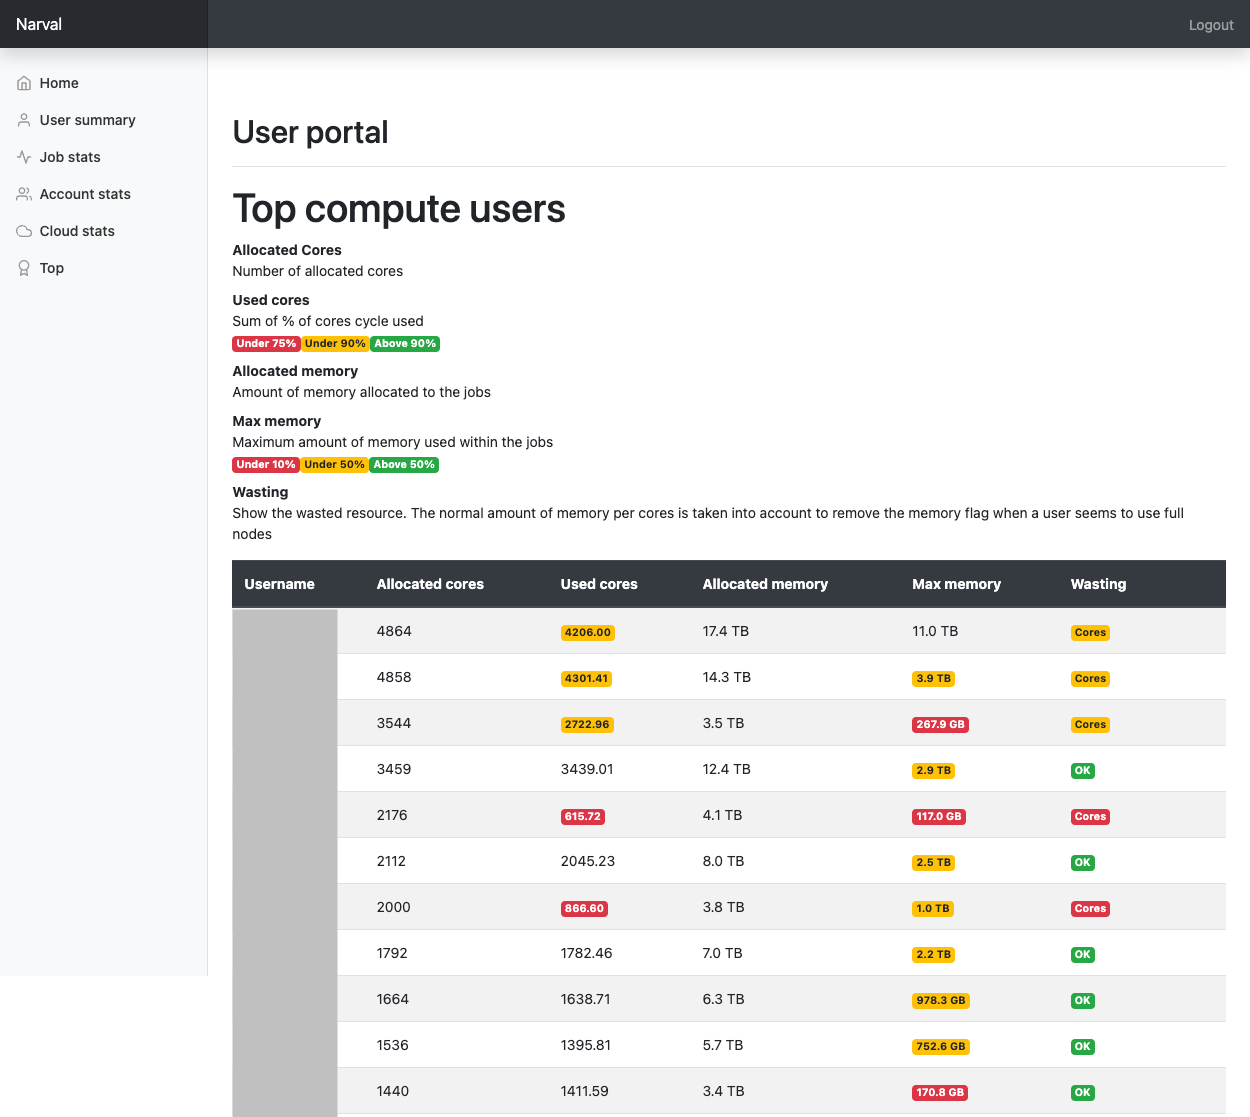 Narval
Logout
Home
User summary
Job stats
Account stats
Cloud stats
Top
User portal
Top compute users
Allocated Cores
Number of allocated cores
Used cores
Sum of % of cores cycle used
Under 75% Under 90% Above 90%
Allocated memory
Amount of memory allocated to the jobs
Max memory
Maximum amount of memory used within the jobs
Under 10% Under 50% Above 50%
Wasting
Show the wasted resource. The normal amount of memory per cores is taken into account to remove the memory flag when a user seems to use full
nodes
Username Allocated cores Used cores Allocated memory Max memory Wasting
4864 4206.00 17.4 TB 11.0 TB Cores
4858 4301.41 14.3 TB 3.9 TB Cores
3544 2722.96 3.5 TB 267.9 GB Cores
3459 3439.01 12.4 TB 2.9 TB OK
2176 615.72 4.1 TB 117.0 GB Cores
2112 2045.23 8.0 TB 2.5 TB OK
2000 866.60 3.8 TB 1.0 TB Cores
1792 1782.46 7.0 TB 2.2 TB OK
1664 1638.71 6.3 TB 978.3 GB OK
1536 1395.81 5.7 TB 752.6 GB OK
1440 1411.59 3.4 TB 170.8 GB OK